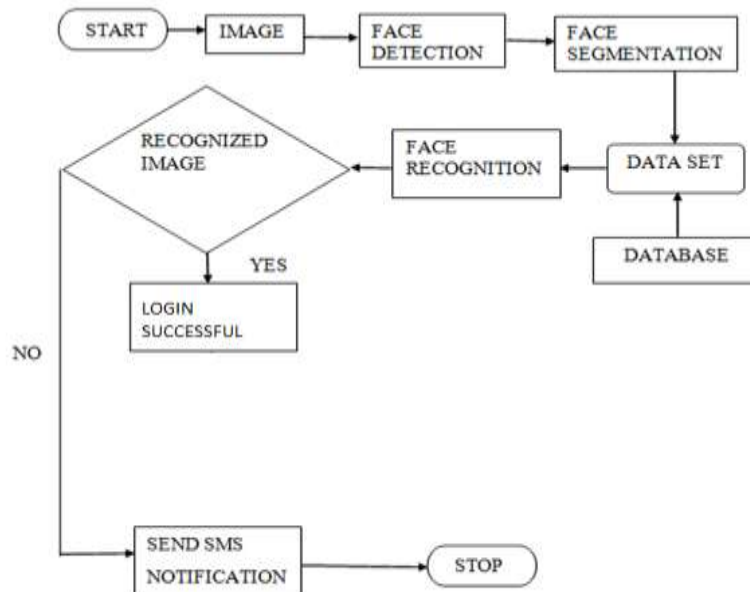 START
IMAGE
FACE
DETECTION
FACE
SEGMENTATION
RECOGNIZED
IMAGE
FACE
RECOGNITION
DATA SET
DATABASE
YES
LOGIN
SUCCESSFUL
NO
SEND SMS
NOTIFICATION
STOP